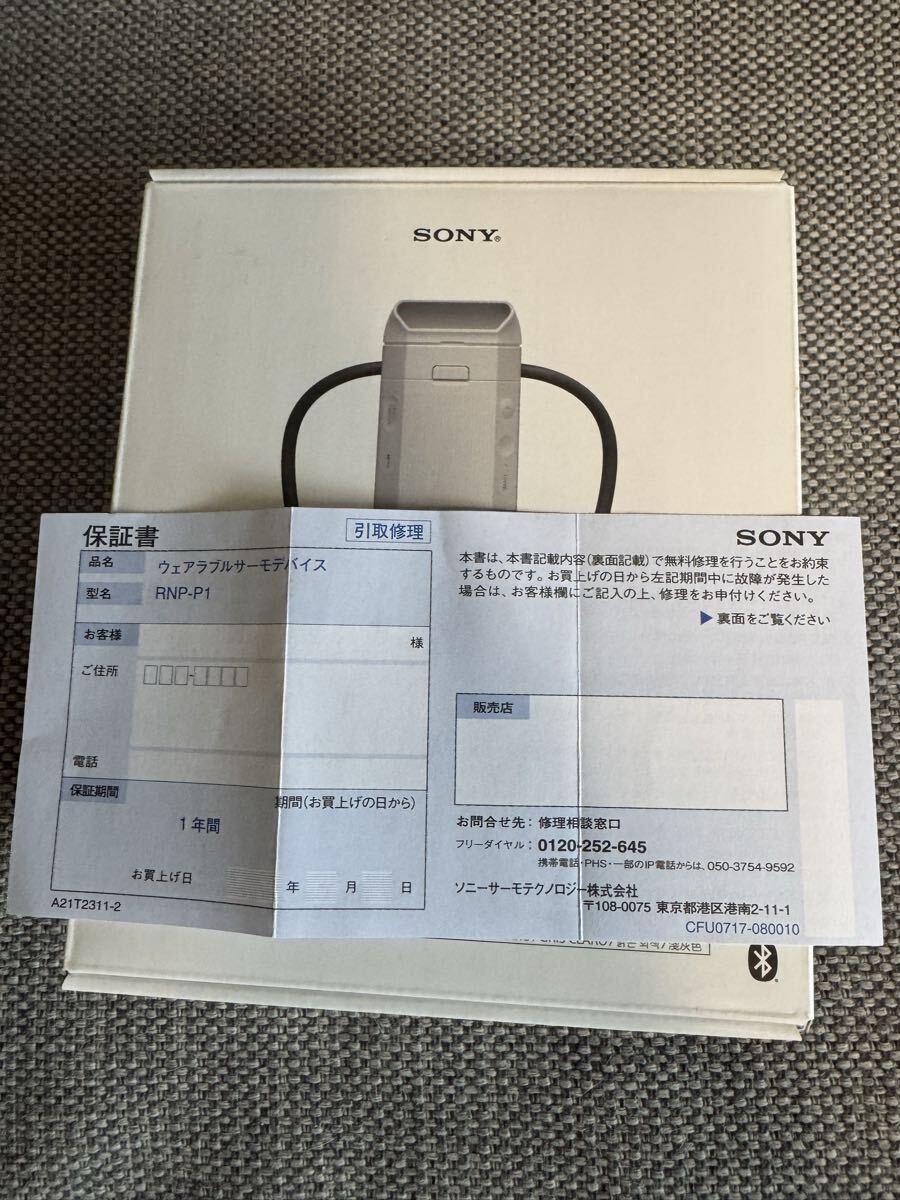 SONY®
保証書
引取修理
SONY
品名
ウェアラブルサーモデバイス
型名
RNP-P1
お客様
様
ご住所
電話
保証期間
期間(お買上げの日から)
1年間
お買上げ日 年 月 日
A21T2311-2
本書は、本書記載内容(裏面記載)で無料修理を行うことをお約束
するものです。お買上げの日から左記期間中に故障が発生した
場合は、お客様欄にご記入の上、修理をお申付けください。
▶裏面をご覧ください
販売店
お問合せ先：修理相談窓口
フリーダイヤル：0120-252-645
携帯電話・PHS・一部のIP電話からは、050-3754-9592
ソニーサーモテクノロジー株式会社
〒108-0075 東京都港区港南2-11-1
CFU0717-080010
GRIS CLARO / 밝은 회색 / 淺灰色